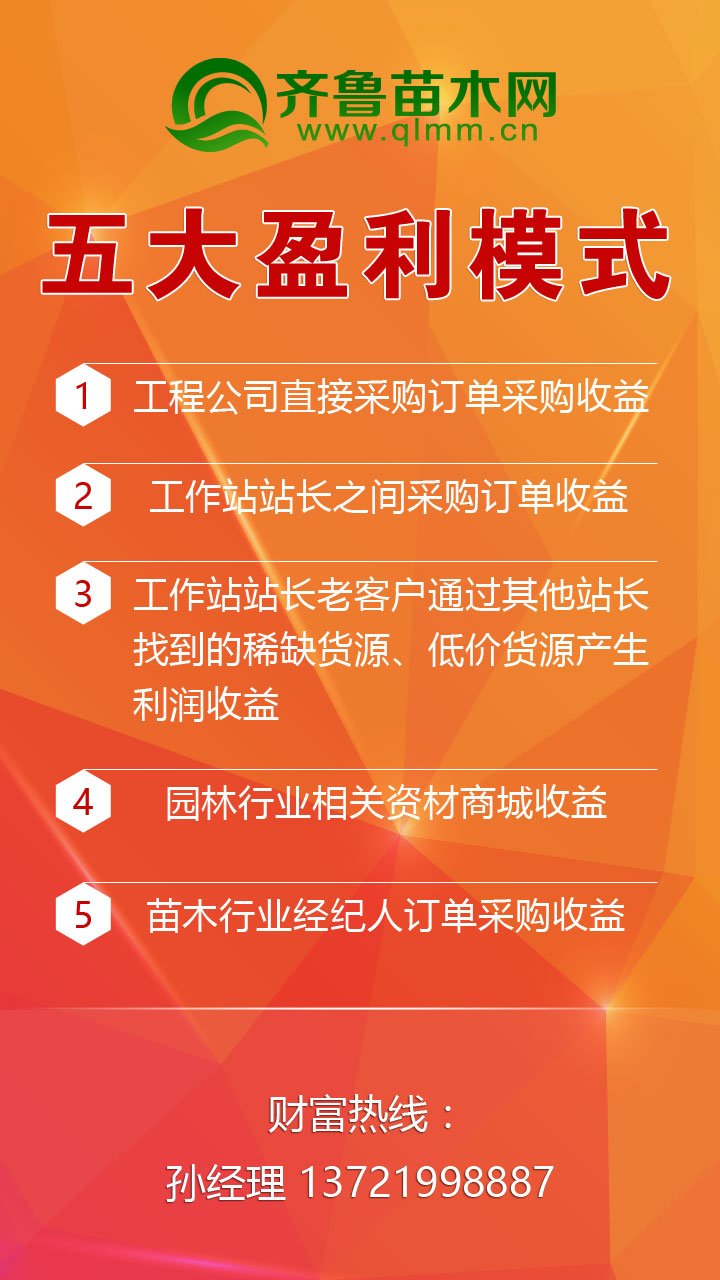 齐鲁苗木网
www.qlmm.cn
五大盈利模式
1 工程公司直接采购订单采购收益
2 工作站站长之间采购订单收益
3 工作站站长老客户通过其他站长
找到的稀缺货源、低价货源产生
利润收益
4 园林行业相关资材商城收益
5 苗木行业经纪人订单采购收益
财富热线：
孙经理 13721998887